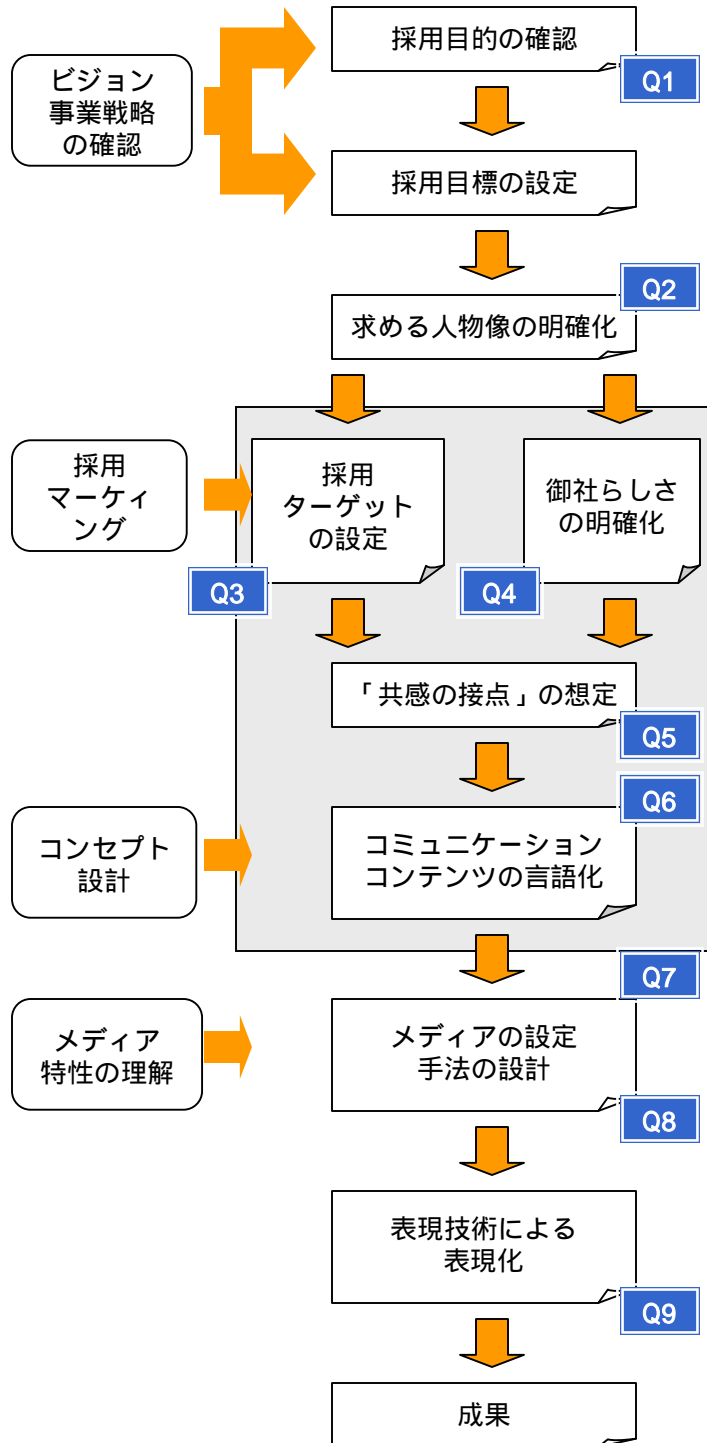 採用目的の確認
Q1
ビジョン
事業戦略
の確認
採用目標の設定
Q2
求める人物像の明確化
採用
マーケティ
ング
採用
ターゲット
の設定
Q3
御社らしさ
の明確化
Q4
「共感の接点」の想定
Q5
Q6
コンセプト
設計
コミュニケーション
コンテンツの言語化
Q7
メディア
特性の理解
メディアの設定
手法の設計
Q8
表現技術による
表現化
Q9
成果